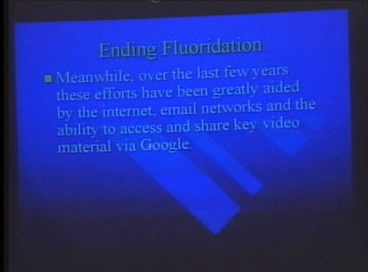 Ending Fluoridation
Meanwhile, over the last few years
these efforts have been greatly aided
by the internet, email networks and the
ability to access and share key video
material via Google.